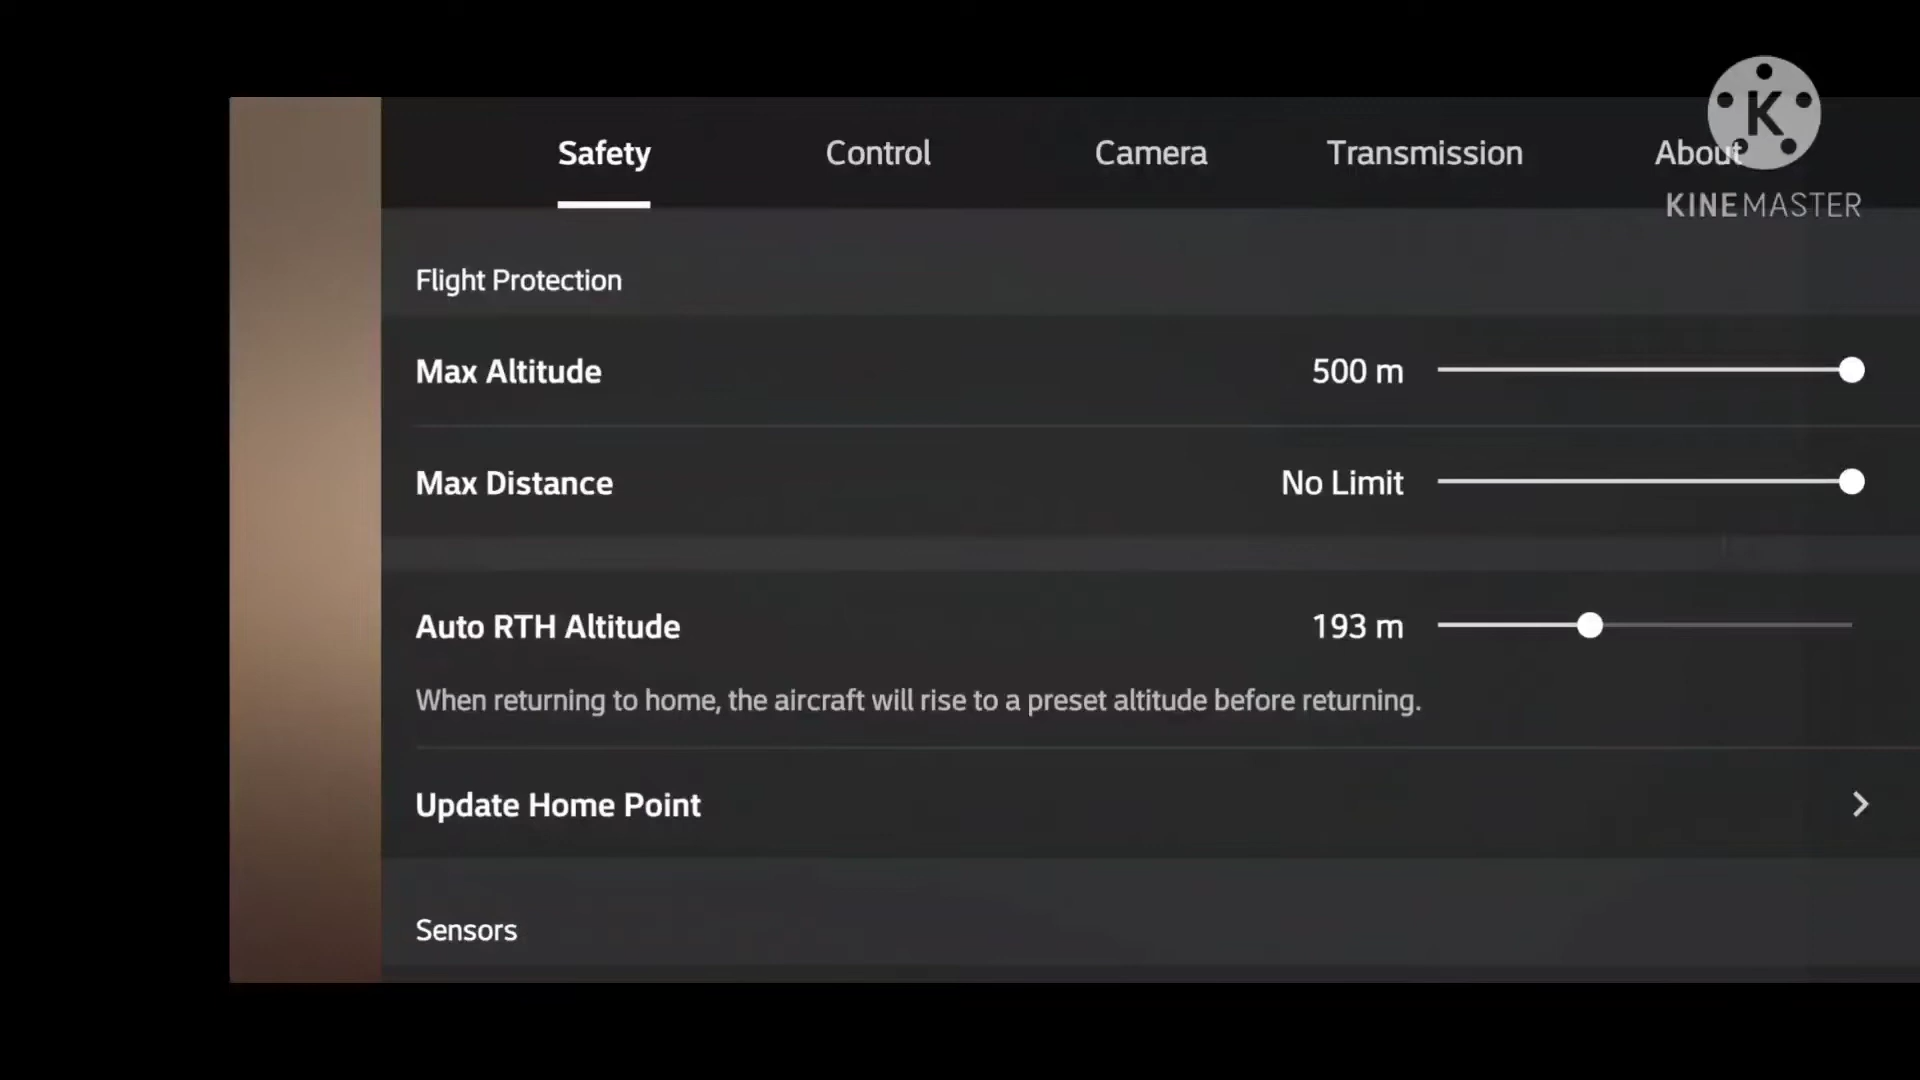 Safety Control Camera Transmission About
K
KINEMASTER
Flight Protection
Max Altitude 500 m
Max Distance No Limit
Auto RTH Altitude 193 m
When returning to home, the aircraft will rise to a preset altitude before returning.
Update Home Point
Sensors